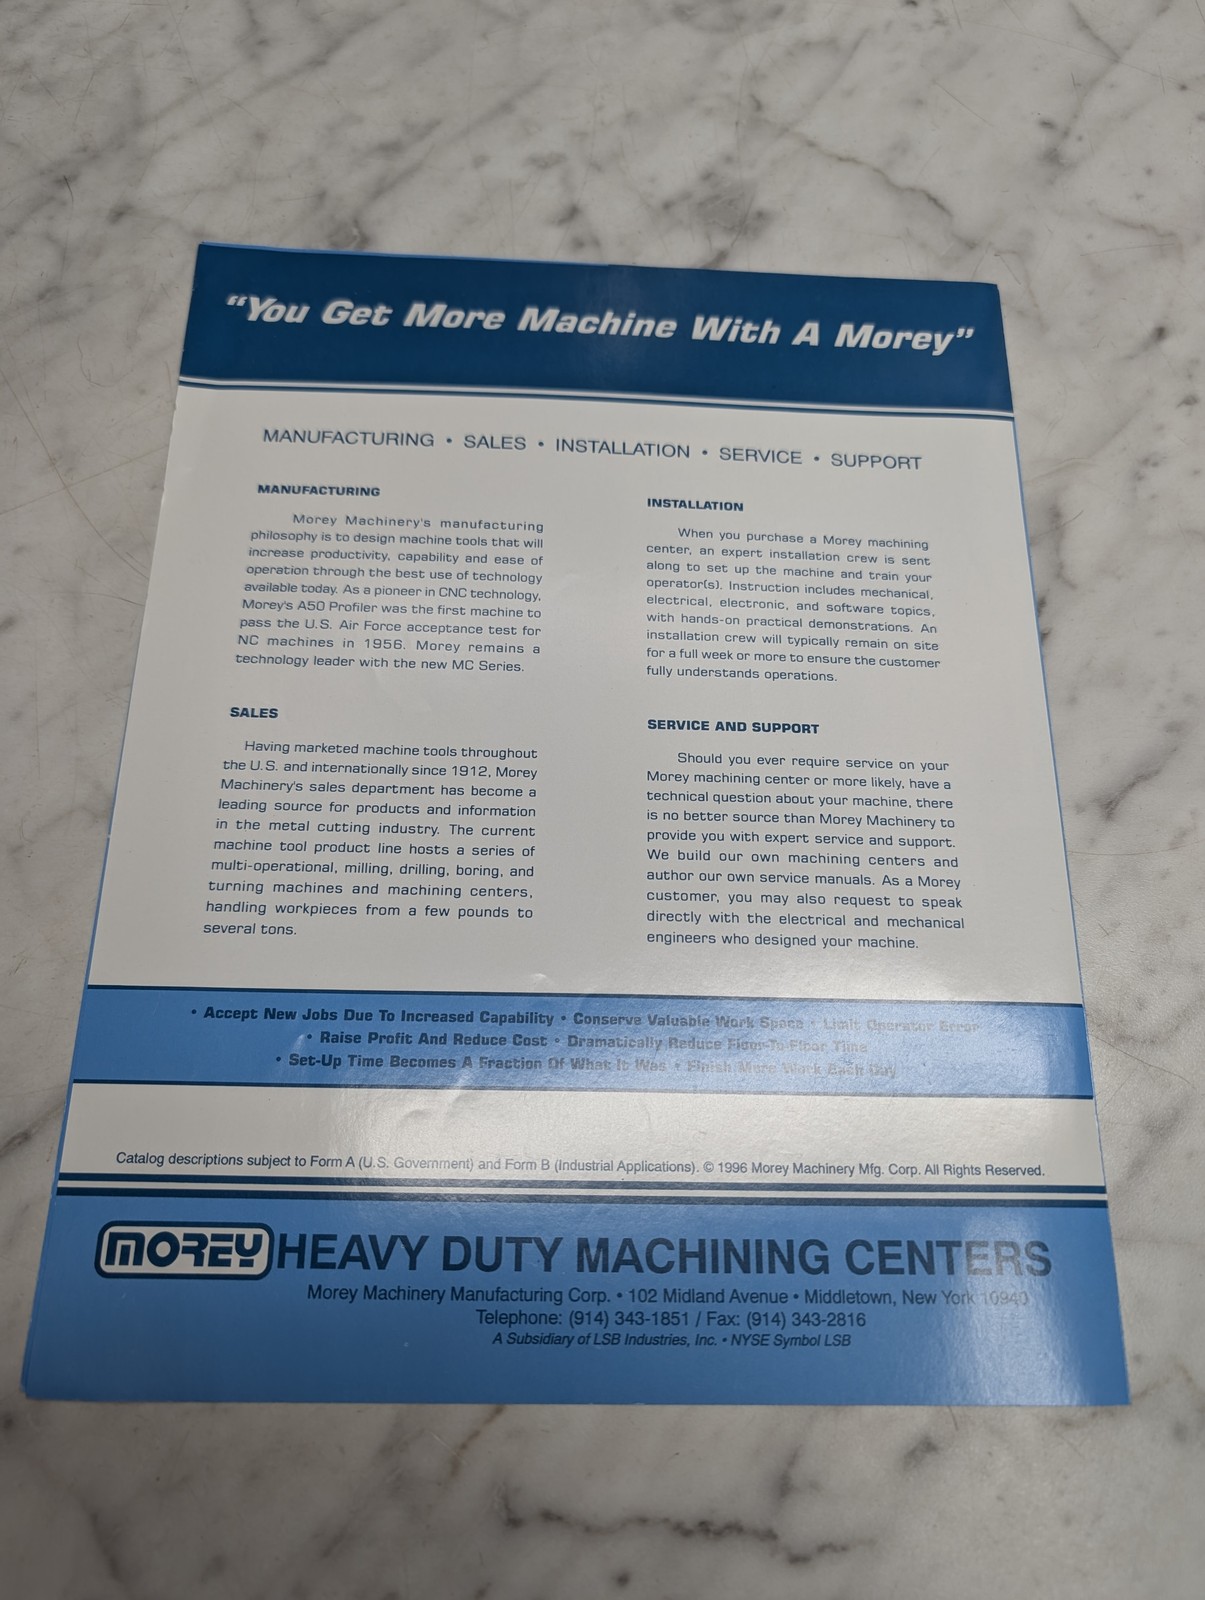 “You Get More Machine With A Morey”
MANUFACTURING • SALES • INSTALLATION • SERVICE • SUPPORT
MANUFACTURING
Morey Machinery's manufacturing
philosophy is to design machine tools that will
increase productivity, capability and ease of
operation through the best use of technology
available today. As a pioneer in CNC technology,
Morey's A50 Profiler was the first machine to
pass the U.S. Air Force acceptance test for
NC machines in 1956. Morey remains a
technology leader with the new MC Series.
SALES
Having marketed machine tools throughout
the U.S. and internationally since 1912, Morey
Machinery's sales department has become a
leading source for products and information
in the metal cutting industry. The current
machine tool product line hosts a series of
multi-operational, milling, drilling, boring, and
turning machines and machining centers,
handling workpieces from a few pounds to
several tons.
INSTALLATION
When you purchase a Morey machining
center, an expert installation crew is sent
along to set up the machine and train your
operator(s). Instruction includes mechanical,
electrical, electronic, and software topics,
with hands-on practical demonstrations. An
installation crew will typically remain on site
for a full week or more to ensure the customer
fully understands operations.
SERVICE AND SUPPORT
Should you ever require service on your
Morey machining center or more likely, have a
technical question about your machine, there
is no better source than Morey Machinery to
provide you with expert service and support.
We build our own machining centers and
author our own service manuals. As a Morey
customer, you may also request to speak
directly with the electrical and mechanical
engineers who designed your machine.
• Accept New Jobs Due To Increased Capability • Conserve Valuable Work Space • Limit Operator Error
• Raise Profit And Reduce Cost • Dramatically Reduce Floor-To-Floor Time
• Set-Up Time Becomes A Fraction Of What It Was • Finish More Work Each Day
Catalog descriptions subject to Form A (U.S. Government) and Form B (Industrial Applications). © 1996 Morey Machinery Mfg. Corp. All Rights Reserved.
MOREY HEAVY DUTY MACHINING CENTERS
Morey Machinery Manufacturing Corp. • 102 Midland Avenue • Middletown, New York 10940
Telephone: (914) 343-1851 / Fax: (914) 343-2816
A Subsidiary of LSB Industries, Inc. • NYSE Symbol LSB